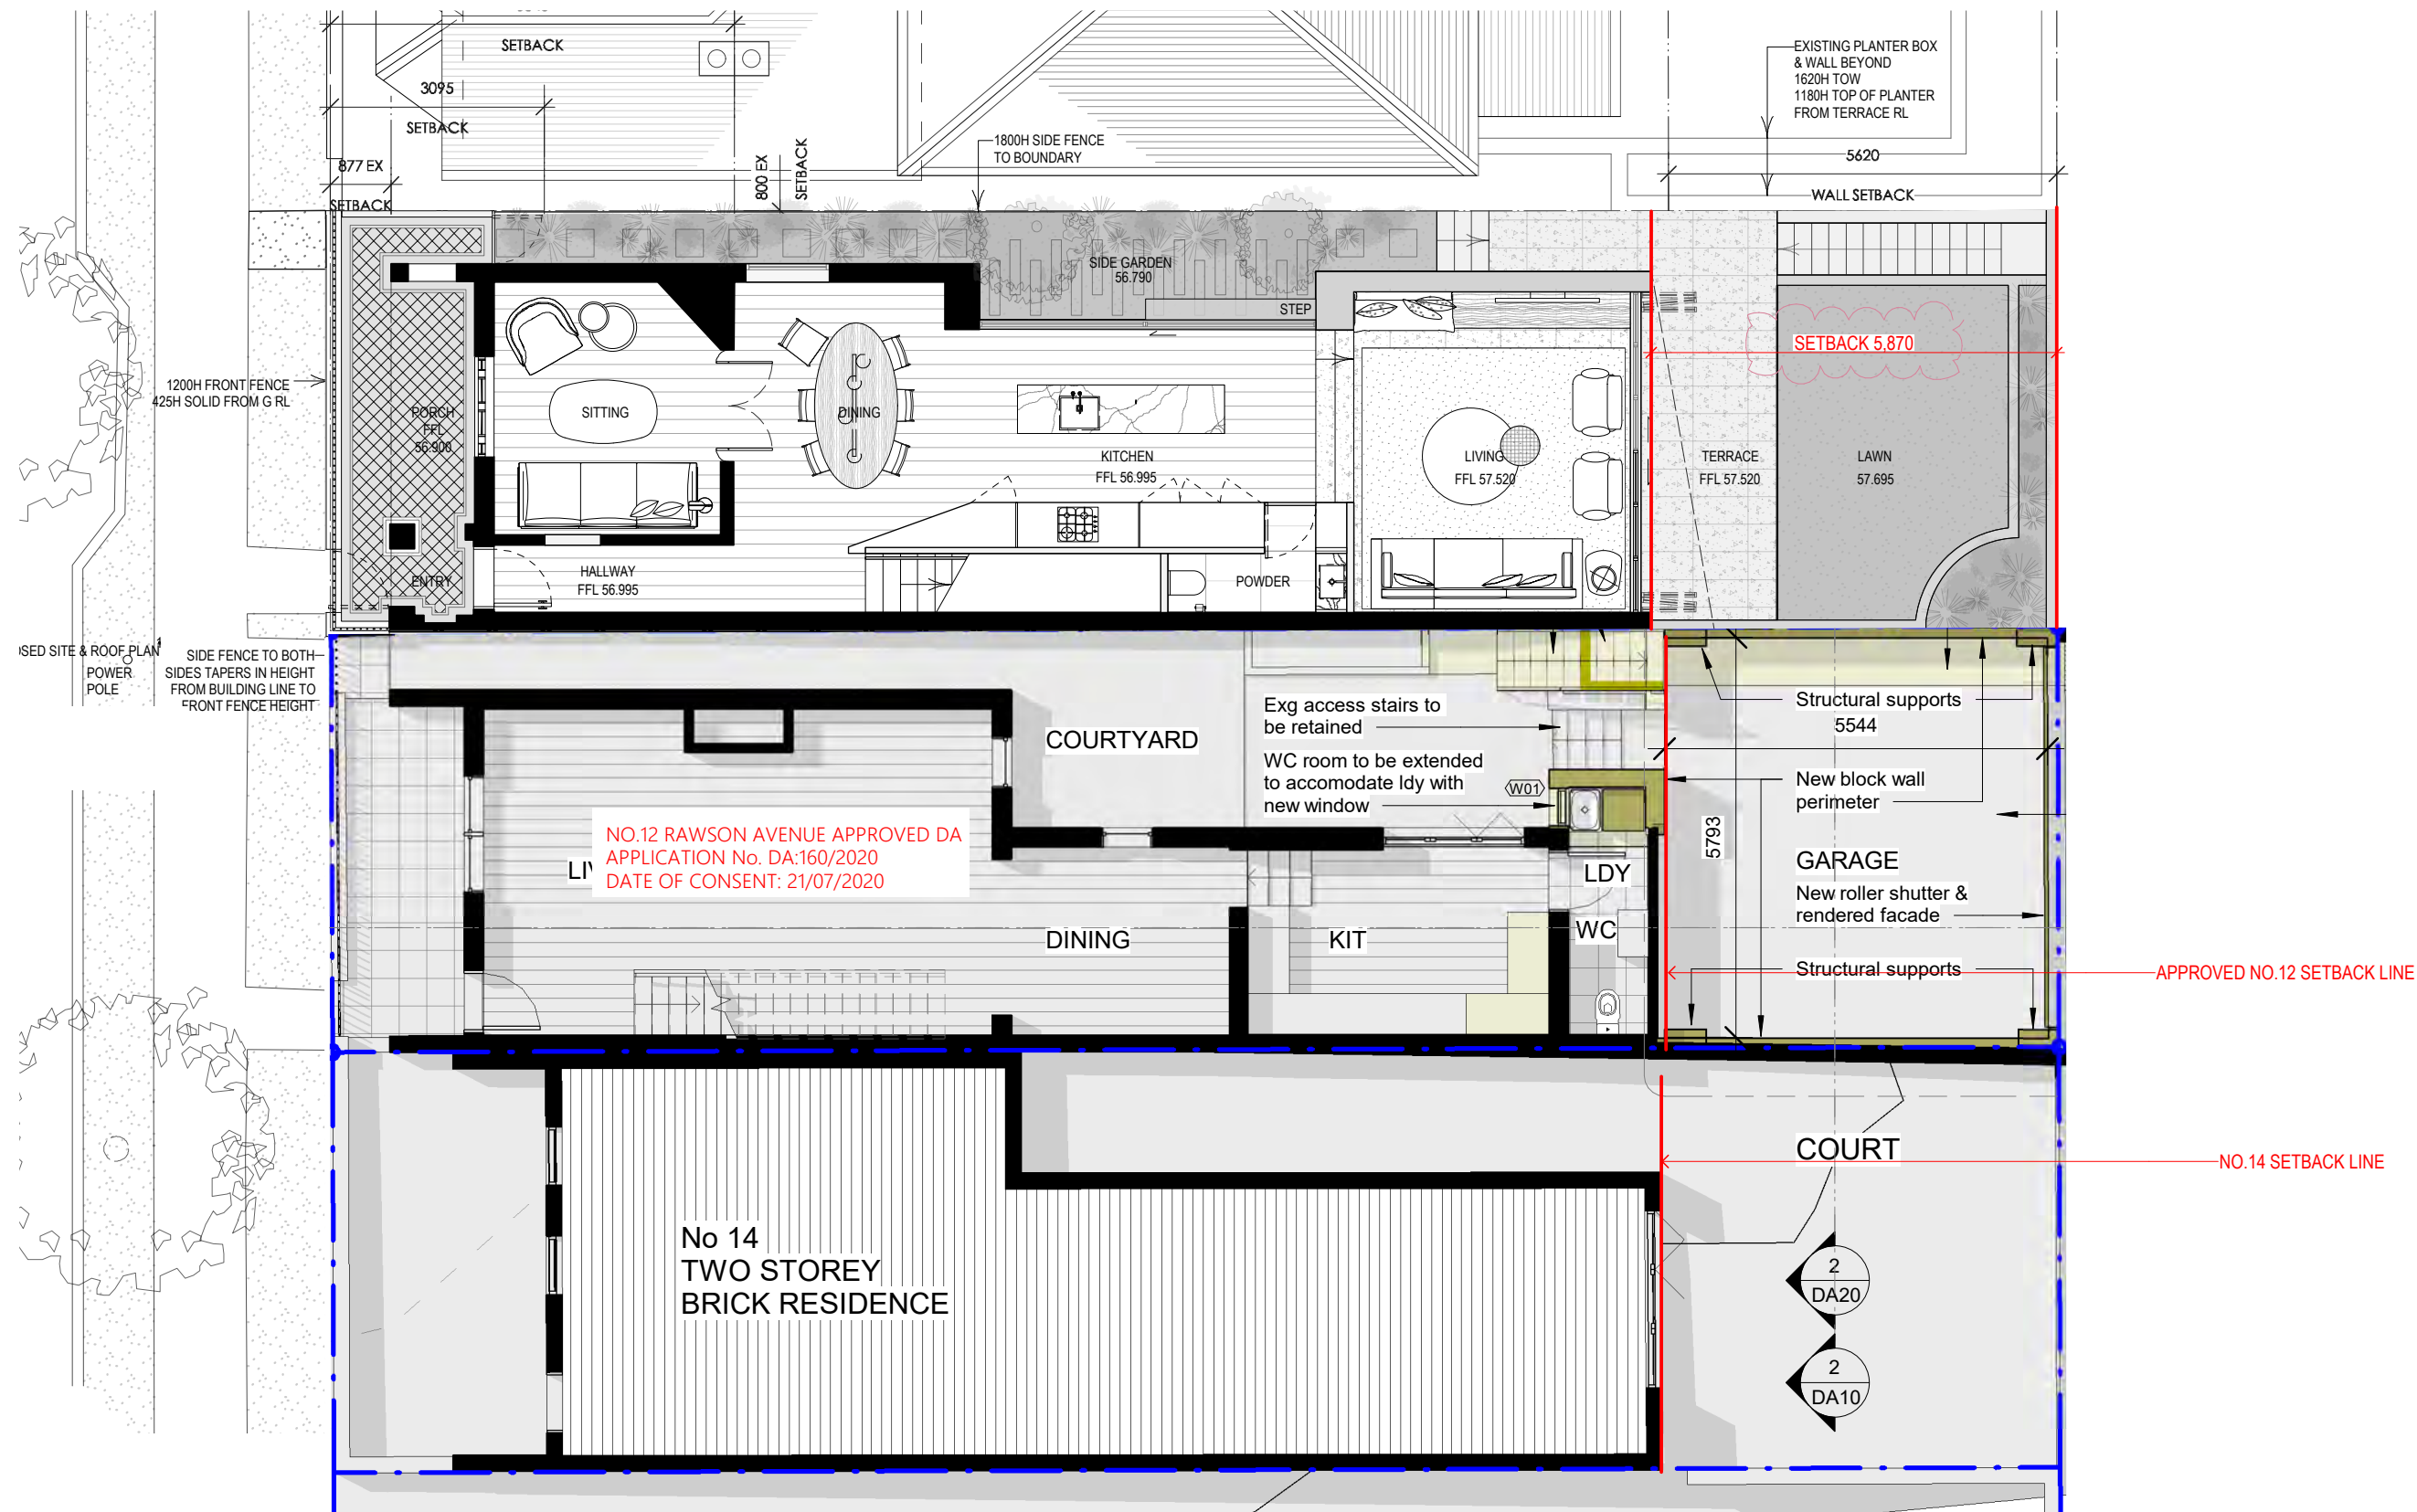 SETBACK
3095
SETBACK
877 EX
SETBACK
800 EX
SETBACK
1800H SIDE FENCE
TO BOUNDARY
EXISTING PLANTER BOX
& WALL BEYOND
1620H TOW
1180H TOP OF PLANTER
FROM TERRACE RL
5620
WALL SETBACK
SIDE GARDEN
56.790
STEP
SETBACK 5,870
1200H FRONT FENCE
425H SOLID FROM G RL
PORCH
FFL
56.900
SITTING
DINING
KITCHEN
FFL 56.995
LIVING
FFL 57.520
TERRACE
FFL 57.520
LAWN
57.695
ENTRY
HALLWAY
FFL 56.995
POWDER
OSED SITE & ROOF PLAN
POWER
POLE
SIDE FENCE TO BOTH
SIDES TAPERS IN HEIGHT
FROM BUILDING LINE TO
FRONT FENCE HEIGHT
COURTYARD
Exg access stairs to
be retained
WC room to be extended
to accomodate ldy with
new window
W01
Structural supports
5544
New block wall
perimeter
5793
GARAGE
New roller shutter &
rendered facade
Structural supports
NO.12 RAWSON AVENUE APPROVED DA
APPLICATION No. DA:160/2020
DATE OF CONSENT: 21/07/2020
LI
DINING
KIT
LDY
WC
APPROVED NO.12 SETBACK LINE
COURT
NO.14 SETBACK LINE
No 14
TWO STOREY
BRICK RESIDENCE
2
DA20
2
DA10